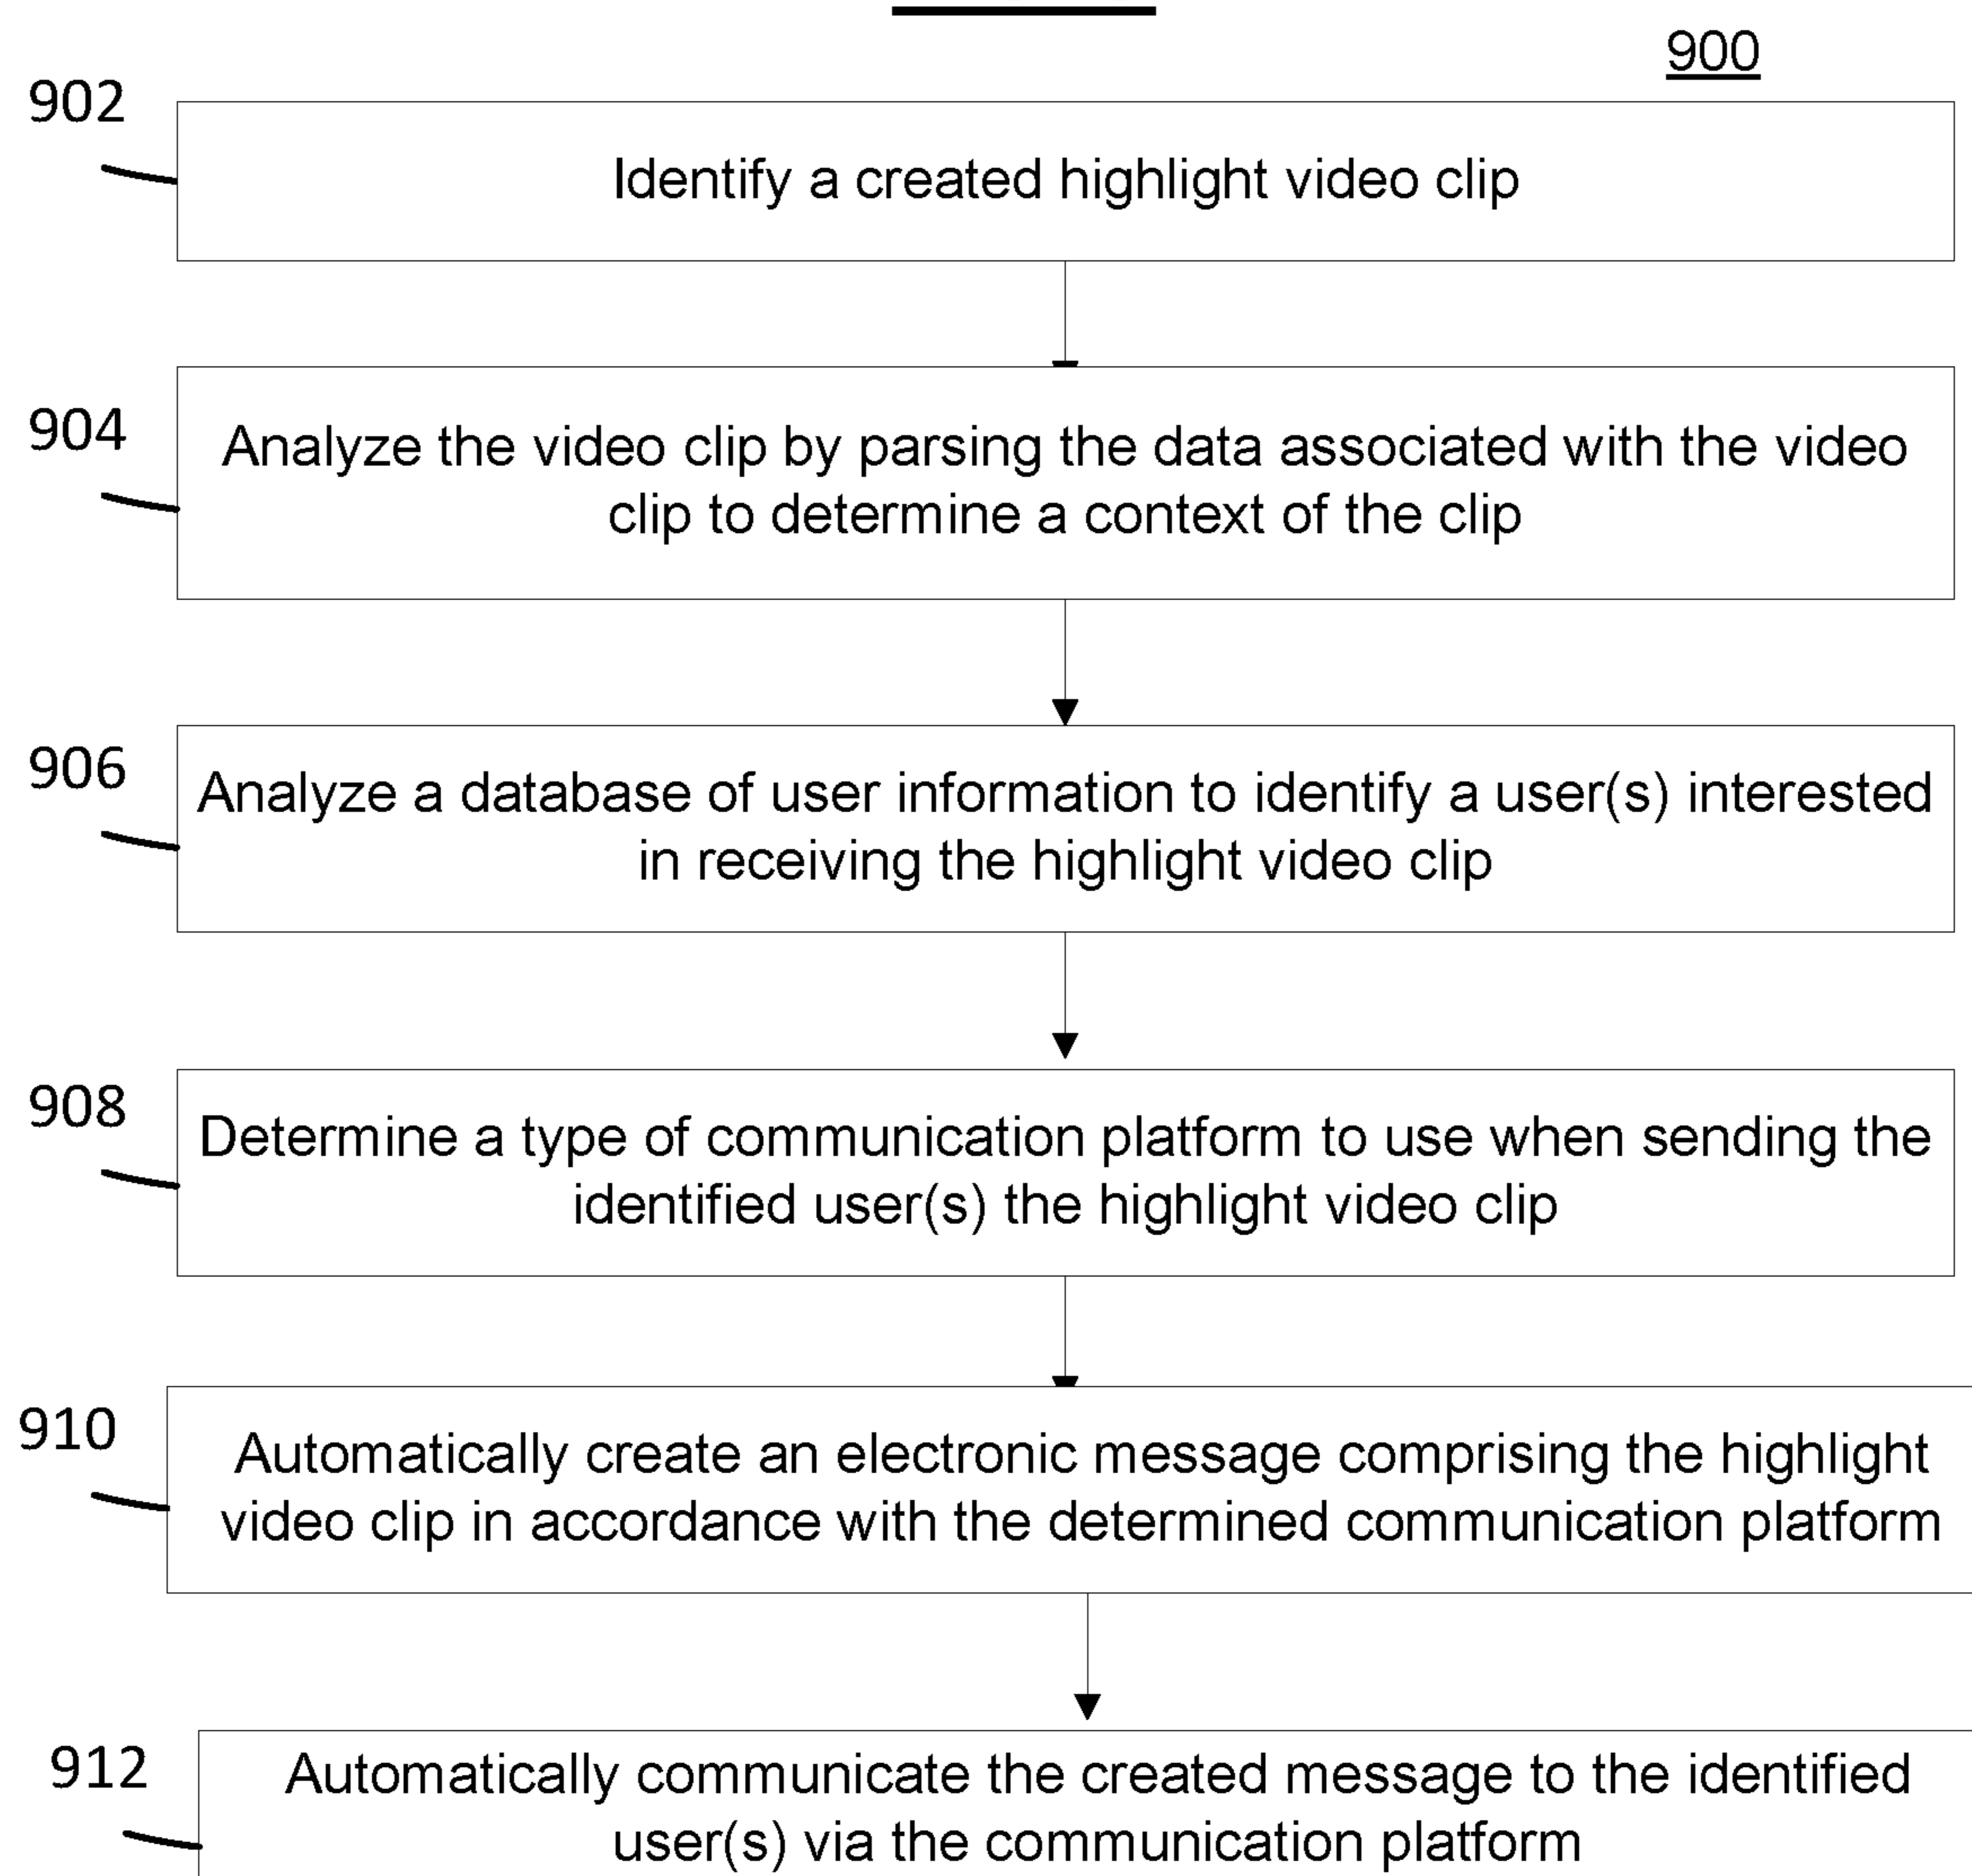 900
902
Identify a created highlight video clip
904
Analyze the video clip by parsing the data associated with the video
clip to determine a context of the clip
906
Analyze a database of user information to identify a user(s) interested
in receiving the highlight video clip
908
Determine a type of communication platform to use when sending the
identified user(s) the highlight video clip
910
Automatically create an electronic message comprising the highlight
video clip in accordance with the determined communication platform
912
Automatically communicate the created message to the identified
user(s) via the communication platform